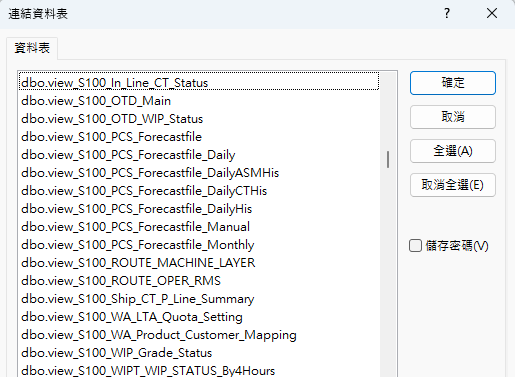 連結資料表
? ×
資料表
dbo.view_S100_In_Line_CT_Status
dbo.view_S100_OTD_Main
dbo.view_S100_OTD_WIP_Status
dbo.view_S100_PCS_Forecastfile
dbo.view_S100_PCS_Forecastfile_Daily
dbo.view_S100_PCS_Forecastfile_DailyASMHis
dbo.view_S100_PCS_Forecastfile_DailyCTHis
dbo.view_S100_PCS_Forecastfile_DailyHis
dbo.view_S100_PCS_Forecastfile_Manual
dbo.view_S100_PCS_Forecastfile_Monthly
dbo.view_S100_ROUTE_MACHINE_LAYER
dbo.view_S100_ROUTE_OPER_RMS
dbo.view_S100_Ship_CT_P_Line_Summary
dbo.view_S100_WA_LTA_Quota_Setting
dbo.view_S100_WA_Product_Customer_Mapping
dbo.view_S100_WIP_Grade_Status
dbo.view_S100_WIPT_WIP_STATUS_By4Hours
確定
取消
全選(A)
取消全選(E)
儲存密碼(V)